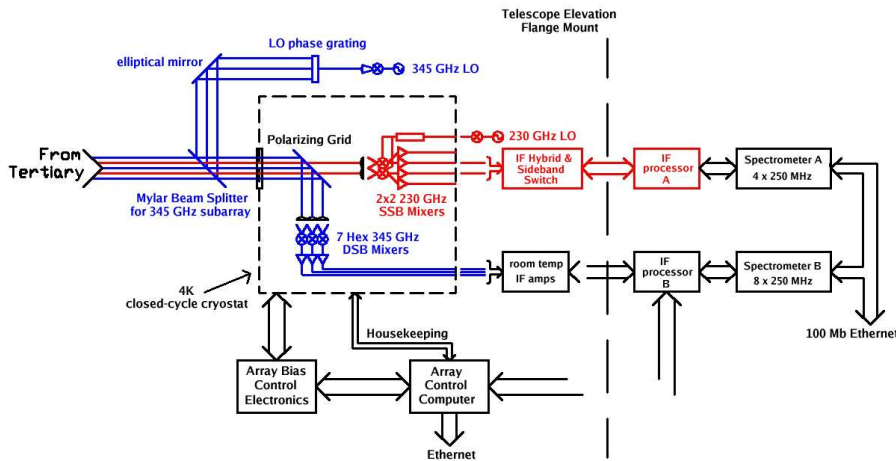 Telescope Elevation
Flange Mount
LO phase grating
elliptical mirror
345 GHz LO
Polarizing Grid
230 GHz LO
From
Tertiary
IF Hybrid &
Sideband
Switch
IF
processor
A
Spectrometer A
4 x 250 MHz
Mylar Beam Splitter
for 345 GHz subarray
2x2 230 GHz
SSB Mixers
7 Hex 345 GHz
DSB Mixers
room temp
IF amps
IF
processor
B
Spectrometer B
8 x 250 MHz
4K
closed-cycle cryostat
Housekeeping
100 Mb Ethernet
Array Bias
Control
Electronics
Array
Control
Computer
Ethernet